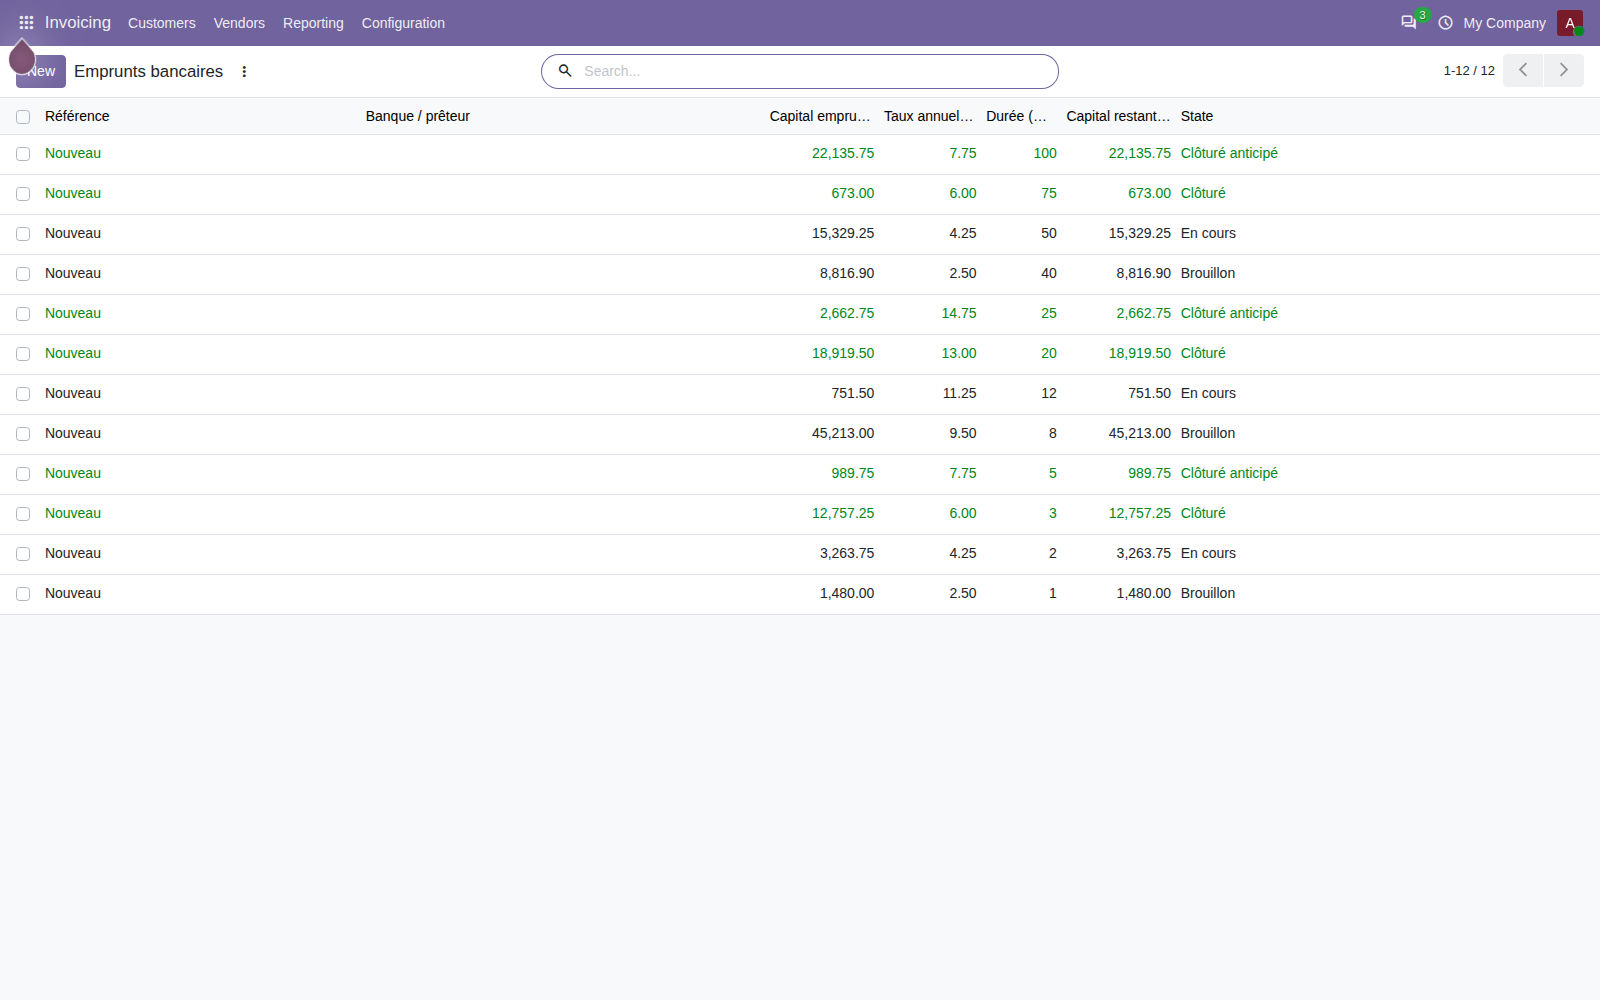 Invoicing Customers Vendors Reporting Configuration 3 My Company A
New Emprunts bancaires Search... 1-12 / 12
Référence Banque / prêteur Capital empru… Taux annuel… Durée (… Capital restant… State
Nouveau 22,135.75 7.75 100 22,135.75 Clôturé anticipé
Nouveau 673.00 6.00 75 673.00 Clôturé
Nouveau 15,329.25 4.25 50 15,329.25 En cours
Nouveau 8,816.90 2.50 40 8,816.90 Brouillon
Nouveau 2,662.75 14.75 25 2,662.75 Clôturé anticipé
Nouveau 18,919.50 13.00 20 18,919.50 Clôturé
Nouveau 751.50 11.25 12 751.50 En cours
Nouveau 45,213.00 9.50 8 45,213.00 Brouillon
Nouveau 989.75 7.75 5 989.75 Clôturé anticipé
Nouveau 12,757.25 6.00 3 12,757.25 Clôturé
Nouveau 3,263.75 4.25 2 3,263.75 En cours
Nouveau 1,480.00 2.50 1 1,480.00 Brouillon